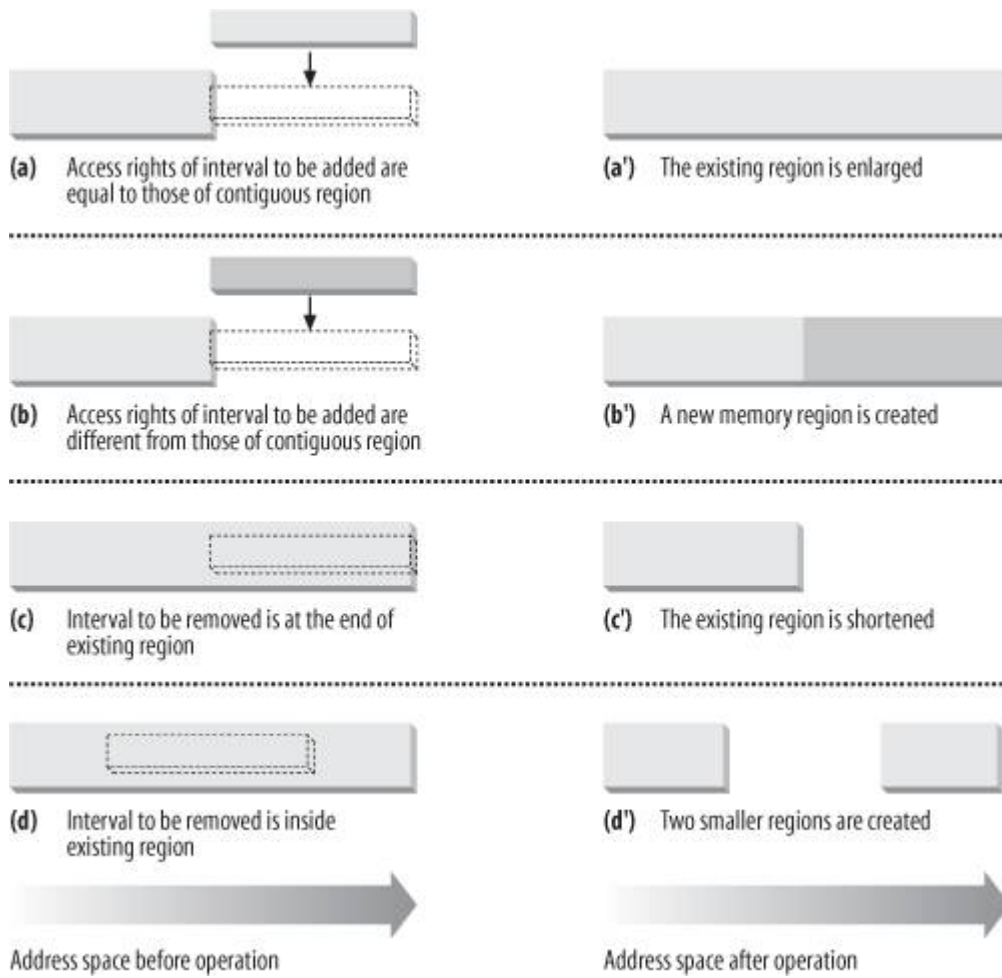 (a) Access rights of interval to be added are
equal to those of contiguous region
(a') The existing region is enlarged
(b) Access rights of interval to be added are
different from those of contiguous region
(b') A new memory region is created
(c) Interval to be removed is at the end of
existing region
(c') The existing region is shortened
(d) Interval to be removed is inside
existing region
(d') Two smaller regions are created
Address space before operation
Address space after operation